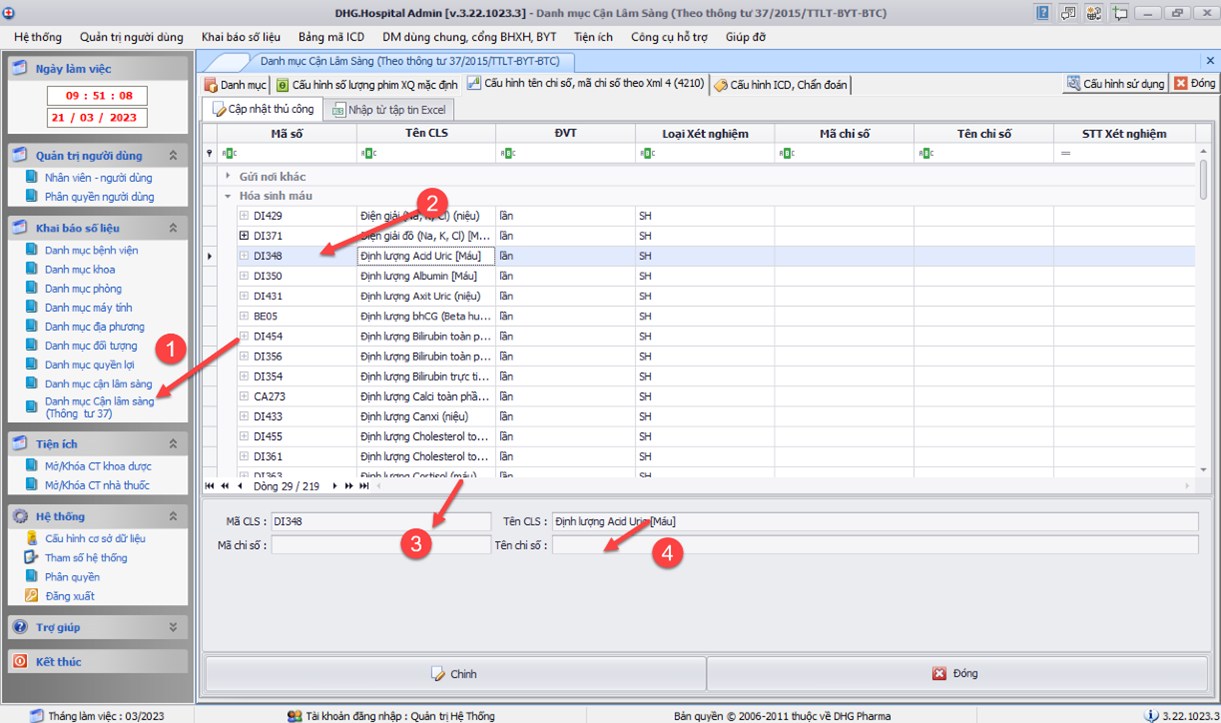 DHG.Hospital Admin [v.3.22.1023.3] - Danh mục Cận Lâm Sàng (Theo thông tư 37/2015/TTLT-BYT-BTC)
Hệ thống Quản trị người dùng Khai báo số liệu Bảng mã ICD DM dùng chung, cổng BHXH, BYT Tiện ích Công cụ hỗ trợ Giúp đỡ
Ngày làm việc
09 : 51 : 08
21 / 03 / 2023
Quản trị người dùng
Nhân viên - người dùng
Phân quyền người dùng
Khai báo số liệu
Danh mục bệnh viện
Danh mục khoa
Danh mục phòng
Danh mục máy tính
Danh mục địa phương
Danh mục đối tượng
Danh mục quyền lợi
Danh mục cận lâm sàng
Danh mục Cận lâm sàng
(Thông tư 37)
Tiện ích
Mở/Khóa CT khoa dược
Mở/Khóa CT nhà thuốc
Hệ thống
Cấu hình cơ sở dữ liệu
Tham số hệ thống
Phân quyền
Đăng xuất
Trợ giúp
Kết thúc
Danh mục Cận Lâm Sàng (Theo thông tư 37/2015/TTLT-BYT-BTC)
Danh mục Cấu hình số lượng phim XQ mặc định Cấu hình tên chỉ số, mã chỉ số theo Xml 4 (4210) Cấu hình ICD, Chẩn đoán Cấu hình sử dụng Đóng
Cập nhật thủ công Nhập từ tập tin Excel
Mã số Tên CLS ĐVT Loại Xét nghiệm Mã chỉ số Tên chỉ số STT Xét nghiệm
Gửi nơi khác
Hóa sinh máu
DI429 Điện giải (Na, K, Cl) (niệu) lần SH
DI371 Điện giải đồ (Na, K, Cl) [M... lần SH
DI348 Định lượng Acid Uric [Máu] lần SH
DI350 Định lượng Albumin [Máu] lần SH
DI431 Định lượng Axit Uric (niệu) lần SH
BE05 Định lượng bhCG (Beta hu... lần SH
DI454 Định lượng Bilirubin toàn p... lần SH
DI356 Định lượng Bilirubin toàn p... lần SH
DI354 Định lượng Bilirubin trực ti... lần SH
CA273 Định lượng Calci toàn phầ... lần SH
DI433 Định lượng Canxi (niệu) lần SH
DI455 Định lượng Cholesterol to... lần SH
DI361 Định lượng Cholesterol to... lần SH
DI363 Định lượng Cortisol (máu) lần SH
Dòng 29 / 219
Mã CLS : DI348 Tên CLS : Định lượng Acid Uric [Máu]
Mã chỉ số : Tên chỉ số :
1
2
3
4
Chỉnh Đóng
Tháng làm việc : 03/2023 Tài khoản đăng nhập : Quản trị Hệ Thống Bản quyền © 2006-2011 thuộc về DHG Pharma 3.22.1023.3